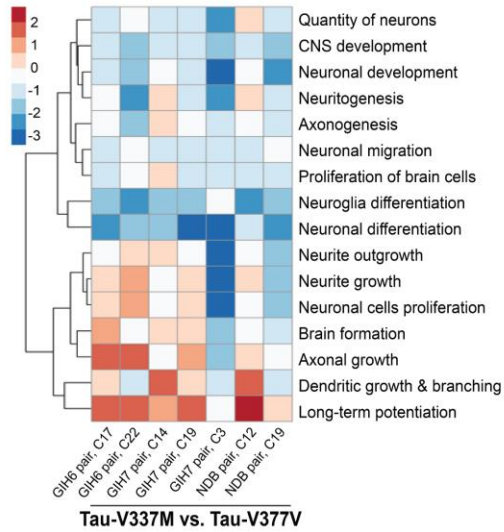 2
1
0
-1
-2
-3
Quantity of neurons
CNS development
Neuronal development
Neuritogenesis
Axonogenesis
Neuronal migration
Proliferation of brain cells
Neuroglia differentiation
Neuronal differentiation
Neurite outgrowth
Neurite growth
Neuronal cells proliferation
Brain formation
Axonal growth
Dendritic growth & branching
Long-term potentiation
GIH6 pair, C17
GIH6 pair, C22
GIH7 pair, C14
GIH7 pair, C19
GIH7 pair, C3
NDB pair, C12
NDB pair, C19
Tau-V337M vs. Tau-V377V